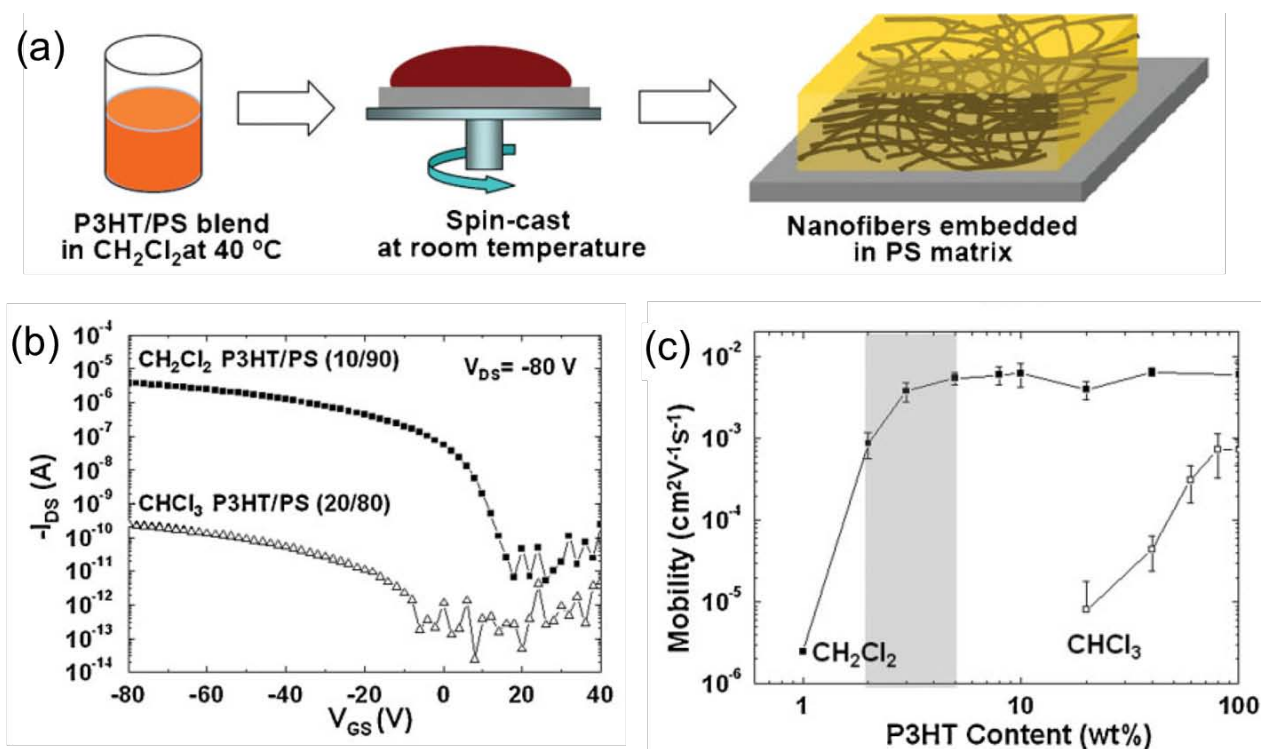 (a)
P3HT/PS blend
in CH₂Cl₂at 40 ºC
Spin-cast
at room temperature
Nanofibers embedded
in PS matrix
(b)
10⁻⁴
10⁻⁵
10⁻⁶
10⁻⁷
10⁻⁸
10⁻⁹
10⁻¹⁰
10⁻¹¹
10⁻¹²
10⁻¹³
10⁻¹⁴
-I_DS (A)
CH₂Cl₂ P3HT/PS (10/90)
V_DS= -80 V
CHCl₃ P3HT/PS (20/80)
-80 -60 -40 -20 0 20 40
V_GS (V)
(c)
10⁻²
10⁻³
10⁻⁴
10⁻⁵
10⁻⁶
Mobility (cm²V⁻¹s⁻¹)
CH₂Cl₂
CHCl₃
1 10 100
P3HT Content (wt%)